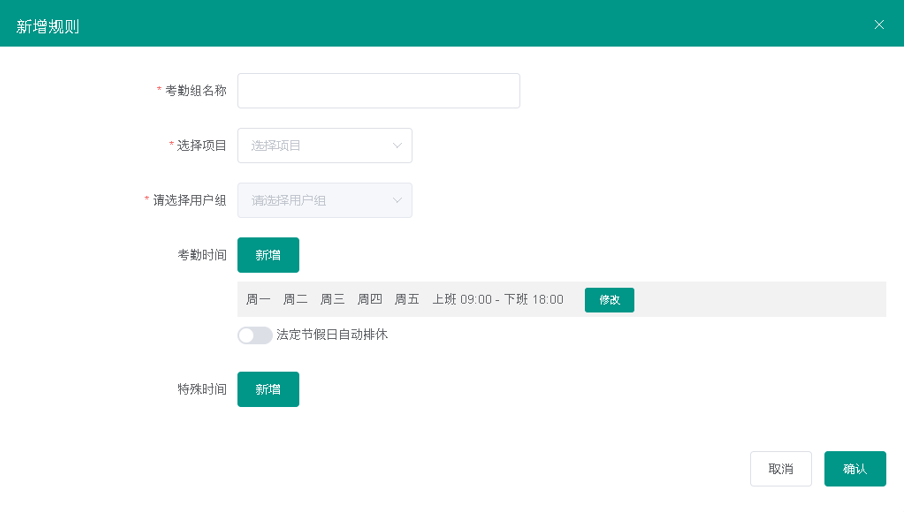 新增规则
* 考勤组名称
* 选择项目 选择项目
* 请选择用户组 请选择用户组
考勤时间 新增
周一 周二 周三 周四 周五 上班 09:00 - 下班 18:00 修改
法定节假日自动排休
特殊时间 新增
取消 确认